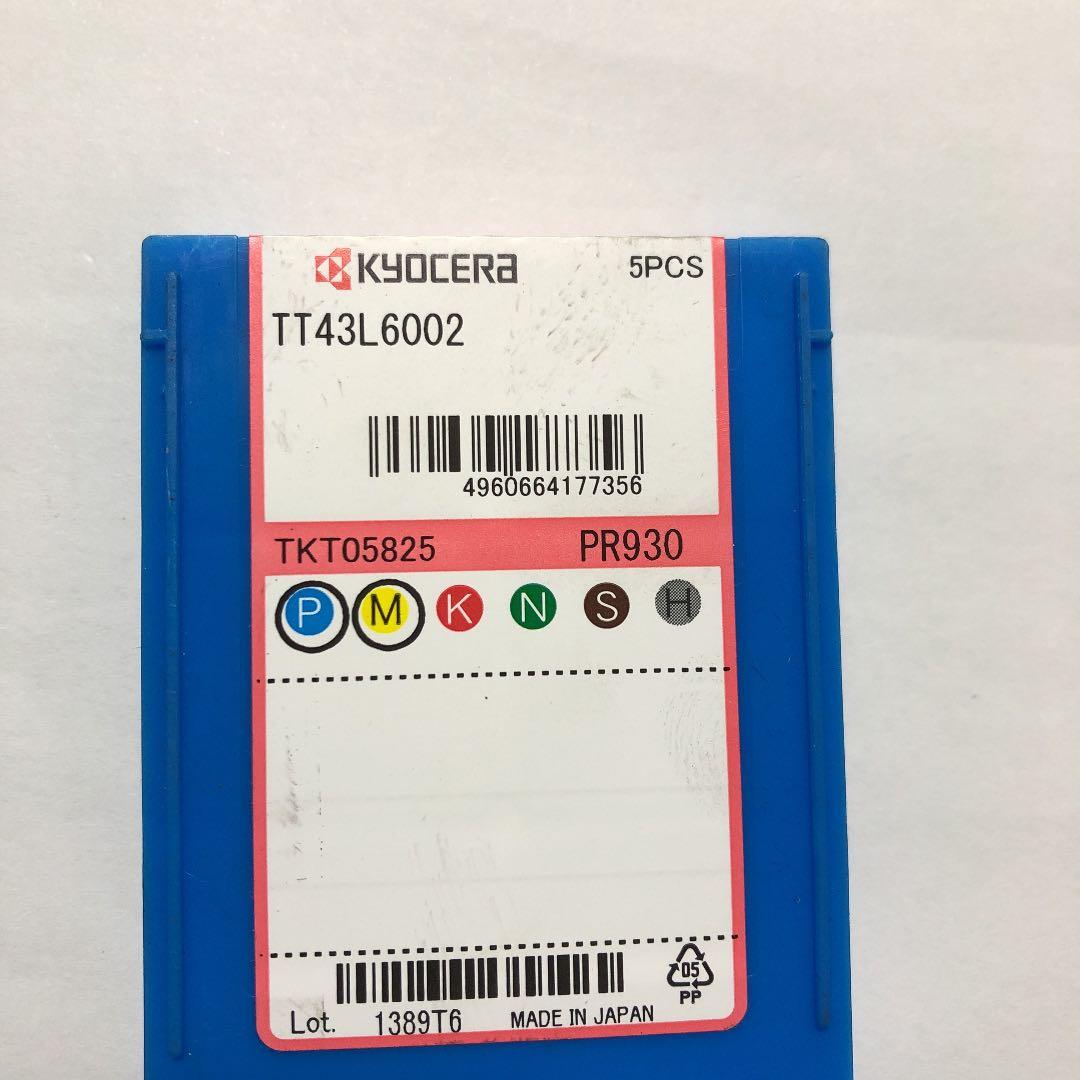 KYOCERA 5PCS
TT43L6002
4960664177356
TKT05825 PR930
P M K N S H
05
PP
Lot. 1389T6 MADE IN JAPAN